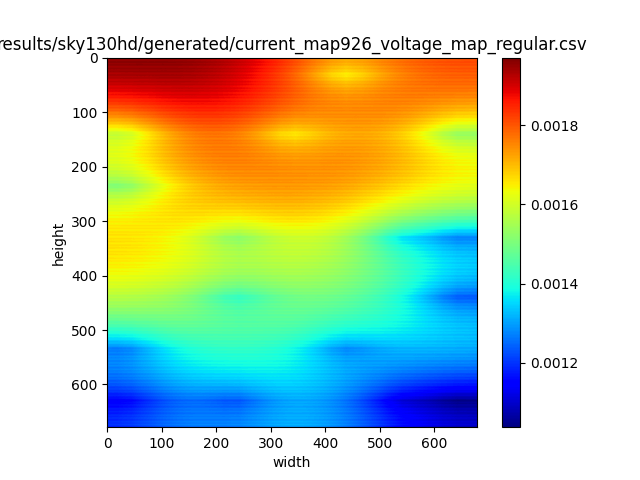 results/sky130hd/generated/current_map926_voltage_map_regular.csv
0
100
200
300
400
500
600
height
0 100 200 300 400 500 600
width
0.0018
0.0016
0.0014
0.0012